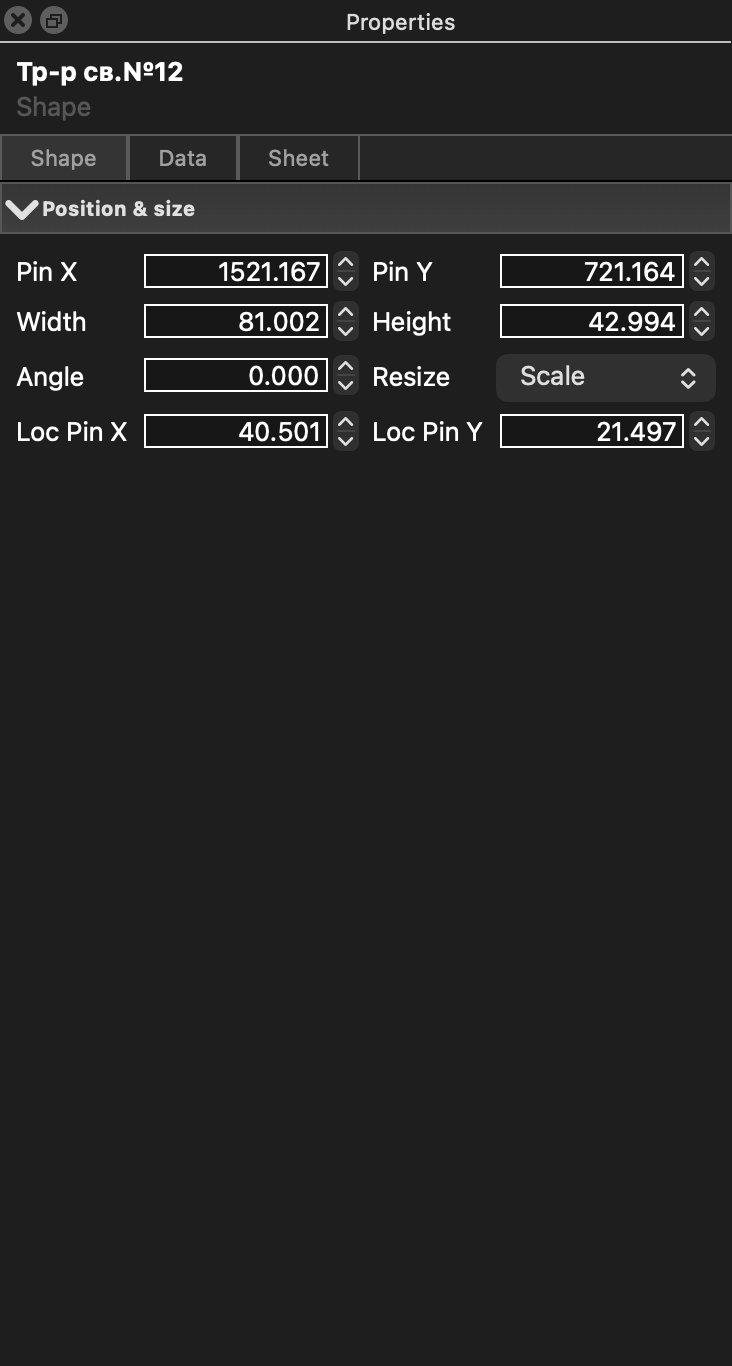 Properties
Тр-р св.№12
Shape
Shape Data Sheet
Position & size
Pin X 1521.167 Pin Y 721.164
Width 81.002 Height 42.994
Angle 0.000 Resize Scale
Loc Pin X 40.501 Loc Pin Y 21.497